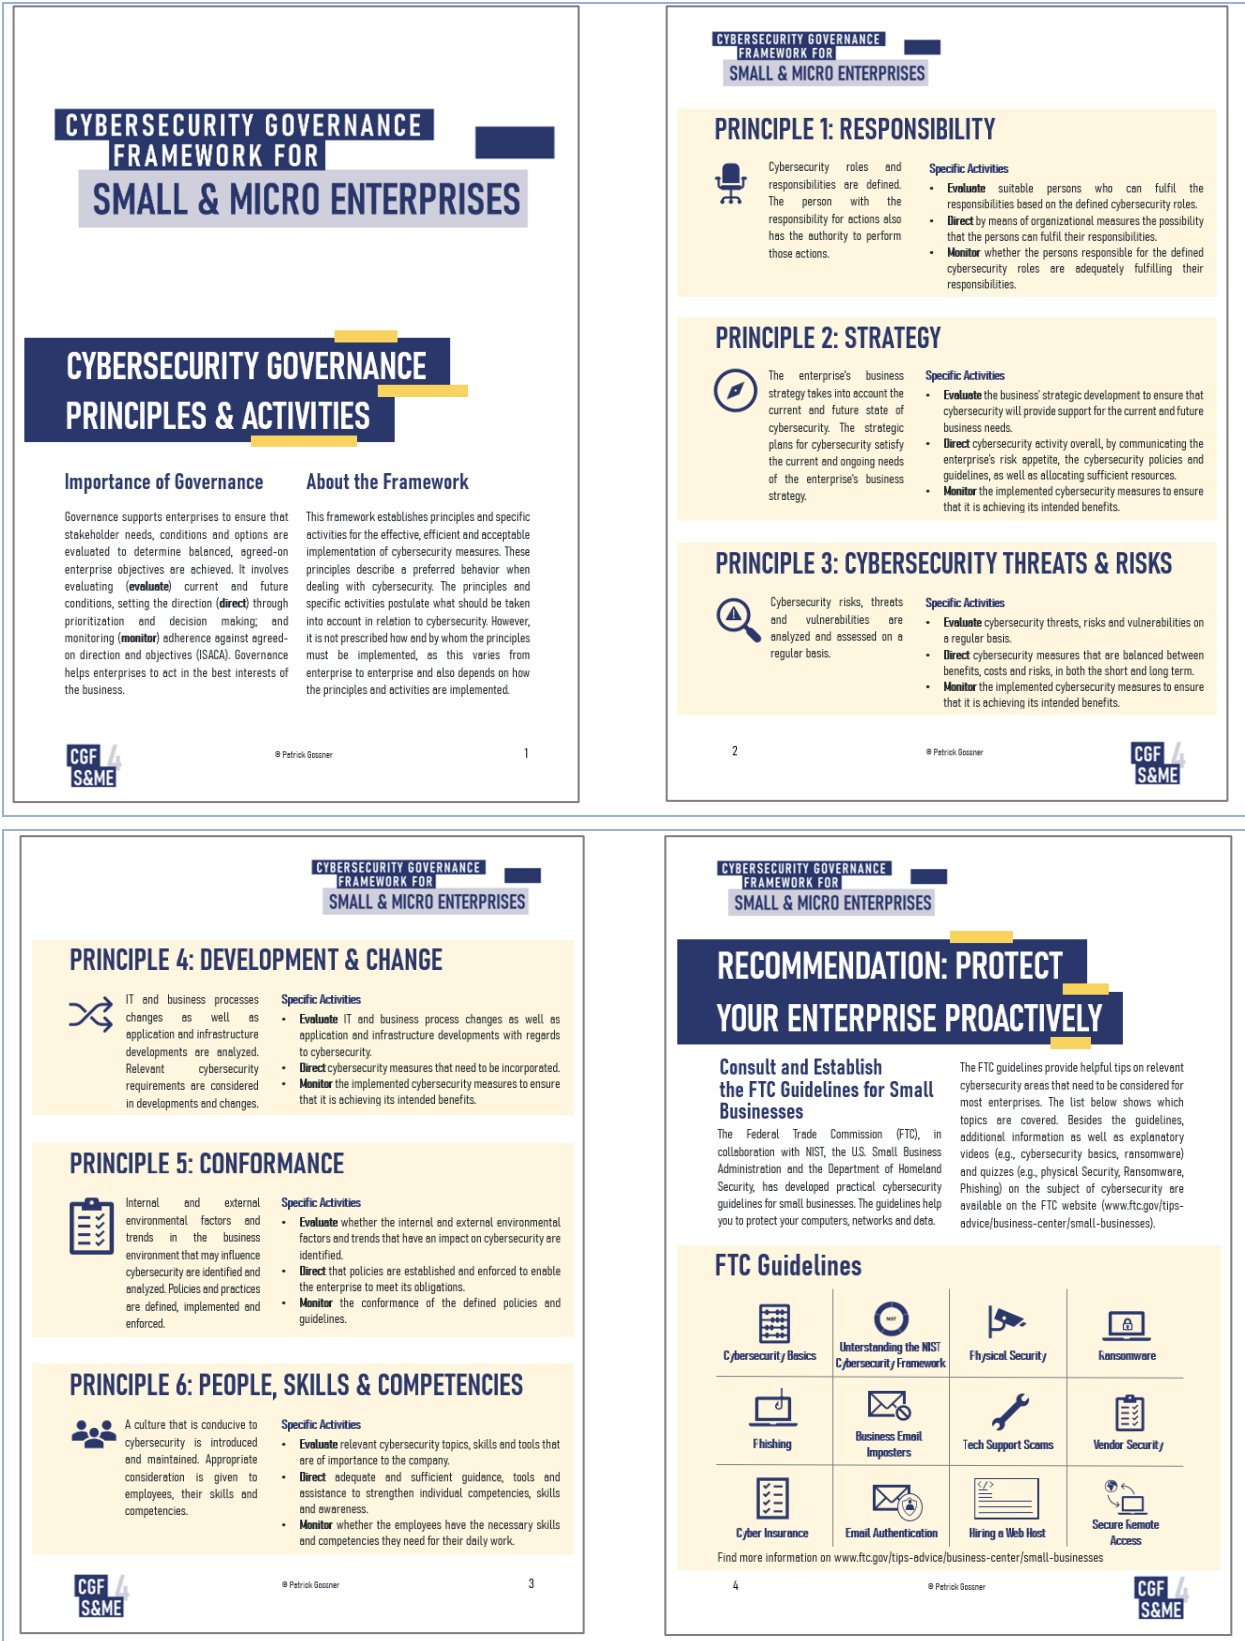 CYBERSECURITY GOVERNANCE
FRAMEWORK FOR
SMALL & MICRO ENTERPRISES
CYBERSECURITY GOVERNANCE
PRINCIPLES & ACTIVITIES
Importance of Governance
Governance supports enterprises to ensure that
stakeholder needs, conditions and options are
evaluated to determine balanced, agreed-on
enterprise objectives are achieved. It involves
evaluating (evaluate) current and future
conditions, setting the direction (direct) through
prioritization and decision making; and
monitoring (monitor) adherence against agreed-
on direction and objectives (ISACA). Governance
helps enterprises to act in the best interests of
the business.
About the Framework
This framework establishes principles and specific
activities for the effective, efficient and acceptable
implementation of cybersecurity measures. These
principles describe a preferred behavior when
dealing with cybersecurity. The principles and
specific activities postulate what should be taken
into account in relation to cybersecurity. However,
it is not prescribed how and by whom the principles
must be implemented, as this varies from
enterprise to enterprise and also depends on how
the principles and activities are implemented.
CGF 4
S&ME
© Patrick Gossner
1
CYBERSECURITY GOVERNANCE
FRAMEWORK FOR
SMALL & MICRO ENTERPRISES
PRINCIPLE 1: RESPONSIBILITY
Cybersecurity roles and
responsibilities are defined.
The person with the
responsibility for actions also
has the authority to perform
those actions.
Specific Activities
• Evaluate suitable persons who can fulfil the
responsibilities based on the defined cybersecurity roles.
• Direct by means of organizational measures the possibility
that the persons can fulfil their responsibilities.
• Monitor whether the persons responsible for the defined
cybersecurity roles are adequately fulfilling their
responsibilities.
PRINCIPLE 2: STRATEGY
The enterprise's business
strategy takes into account the
current and future state of
cybersecurity. The strategic
plans for cybersecurity satisfy
the current and ongoing needs
of the enterprise's business
strategy.
Specific Activities
• Evaluate the business' strategic development to ensure that
cybersecurity will provide support for the current and future
business needs.
• Direct cybersecurity activity overall, by communicating the
enterprise's risk appetite, the cybersecurity policies and
guidelines, as well as allocating sufficient resources.
• Monitor the implemented cybersecurity measures to ensure
that it is achieving its intended benefits.
PRINCIPLE 3: CYBERSECURITY THREATS & RISKS
Cybersecurity risks, threats
and vulnerabilities are
analyzed and assessed on a
regular basis.
Specific Activities
• Evaluate cybersecurity threats, risks and vulnerabilities on
a regular basis.
• Direct cybersecurity measures that are balanced between
benefits, costs and risks, in both the short and long term.
• Monitor the implemented cybersecurity measures to ensure
that it is achieving its intended benefits.
2
© Patrick Gossner
CGF 4
S&ME
CYBERSECURITY GOVERNANCE
FRAMEWORK FOR
SMALL & MICRO ENTERPRISES
PRINCIPLE 4: DEVELOPMENT & CHANGE
IT and business processes
changes as well as
application and infrastructure
developments are analyzed.
Relevant cybersecurity
requirements are considered
in developments and changes.
Specific Activities
• Evaluate IT and business process changes as well as
application and infrastructure developments with regards
to cybersecurity.
• Direct cybersecurity measures that need to be incorporated.
• Monitor the implemented cybersecurity measures to ensure
that it is achieving its intended benefits.
PRINCIPLE 5: CONFORMANCE
Internal and external
environmental factors and
trends in the business
environment that may influence
cybersecurity are identified and
analyzed. Policies and practices
are defined, implemented and
enforced.
Specific Activities
• Evaluate whether the internal and external environmental
factors and trends that have an impact on cybersecurity are
identified.
• Direct that policies are established and enforced to enable
the enterprise to meet its obligations.
• Monitor the conformance of the defined policies and
guidelines.
PRINCIPLE 6: PEOPLE, SKILLS & COMPETENCIES
A culture that is conducive to
cybersecurity is introduced
and maintained. Appropriate
consideration is given to
employees, their skills and
competencies.
Specific Activities
• Evaluate relevant cybersecurity topics, skills and tools that
are of importance to the company.
• Direct adequate and sufficient guidance, tools and
assistance to strengthen individual competencies, skills
and awareness.
• Monitor whether the employees have the necessary skills
and competencies they need for their daily work.
CGF 4
S&ME
© Patrick Gossner
3
CYBERSECURITY GOVERNANCE
FRAMEWORK FOR
SMALL & MICRO ENTERPRISES
RECOMMENDATION: PROTECT
YOUR ENTERPRISE PROACTIVELY
Consult and Establish
the FTC Guidelines for Small
Businesses
The Federal Trade Commission (FTC), in
collaboration with NIST, the U.S. Small Business
Administration and the Department of Homeland
Security, has developed practical cybersecurity
guidelines for small businesses. The guidelines help
you to protect your computers, networks and data.
The FTC guidelines provide helpful tips on relevant
cybersecurity areas that need to be considered for
most enterprises. The list below shows which
topics are covered. Besides the guidelines,
additional information as well as explanatory
videos (e.g., cybersecurity basics, ransomware)
and quizzes (e.g., physical Security, Ransomware,
Phishing) on the subject of cybersecurity are
available on the FTC website (www.ftc.gov/tips-
advice/business-center/small-businesses).
FTC Guidelines
Cybersecurity Basics
NIST
Unterstanding the NIST
Cybersecurity Framework
Physical Security
Ransomware
Phishing
Business Email
Imposters
Tech Support Scams
Vendor Security
Cyber Insurance
Email Authentication
</>
Hiring a Web Host
Secure Remote
Access
Find more information on www.ftc.gov/tips-advice/business-center/small-businesses
4
© Patrick Gossner
CGF 4
S&ME